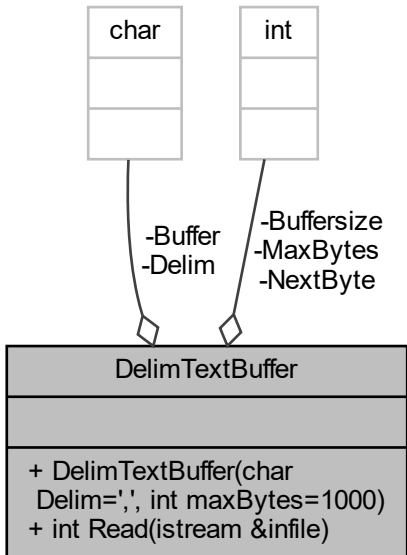 char
int
-Buffer
-Delim
-Buffersize
-MaxBytes
-NextByte
DelimTextBuffer
+ DelimTextBuffer(char
Delim=',', int maxBytes=1000)
+ int Read(istream &infile)